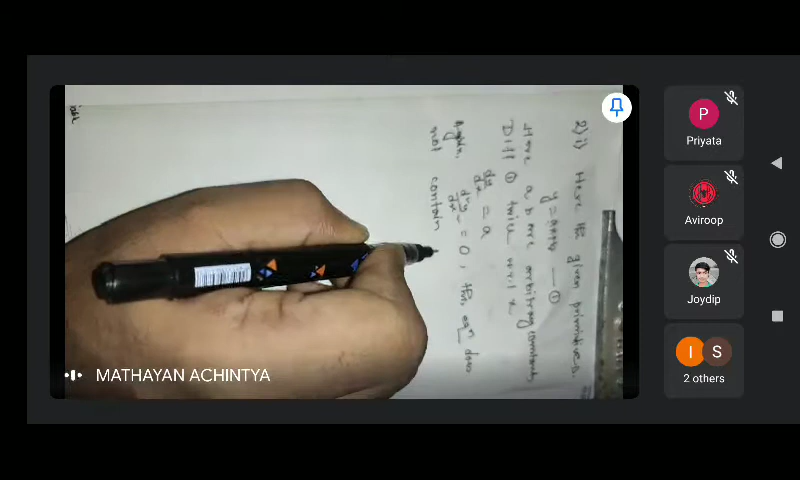 2) i) Here the given primitive is
y = ax+b — ①
Here a, b are arbitrary constants
Diff ① twice w.r.t x
dy/dx = a
Again, d²y/dx² = 0, this eqn does
not contain
MATHAYAN ACHINTYA
P
Priyata
Aviroop
Joydip
I S
2 others